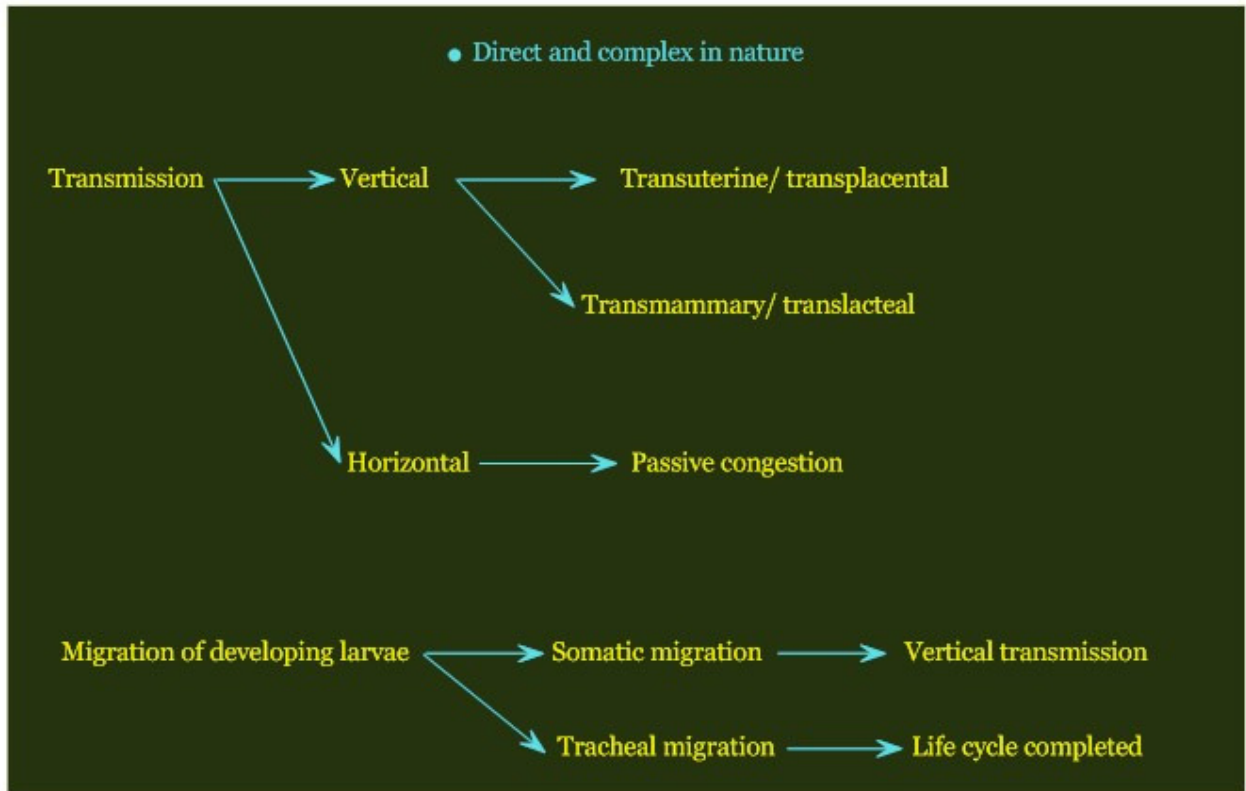 • Direct and complex in nature
Transmission Vertical Transuterine/ transplacental
Transmammary/ translacteal
Horizontal Passive congestion
Migration of developing larvae Somatic migration Vertical transmission
Tracheal migration Life cycle completed